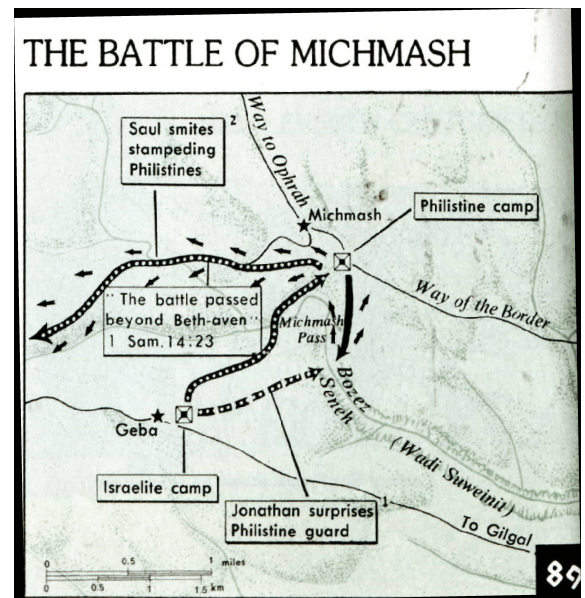 THE BATTLE OF MICHMASH
Saul smites
stampeding
Philistines
2
Way to Ophrah
Michmash
Philistine camp
Way of the Border
"The battle passed
beyond Beth-aven"
1 Sam. 14:23
Michmash
Pass
Bozez
Seneh
Geba
(Wadi Suweinit)
Israelite camp
Jonathan surprises
Philistine guard
1
To Gilgal
0 0.5 1 miles
0 0.5 1 1.5 km
89